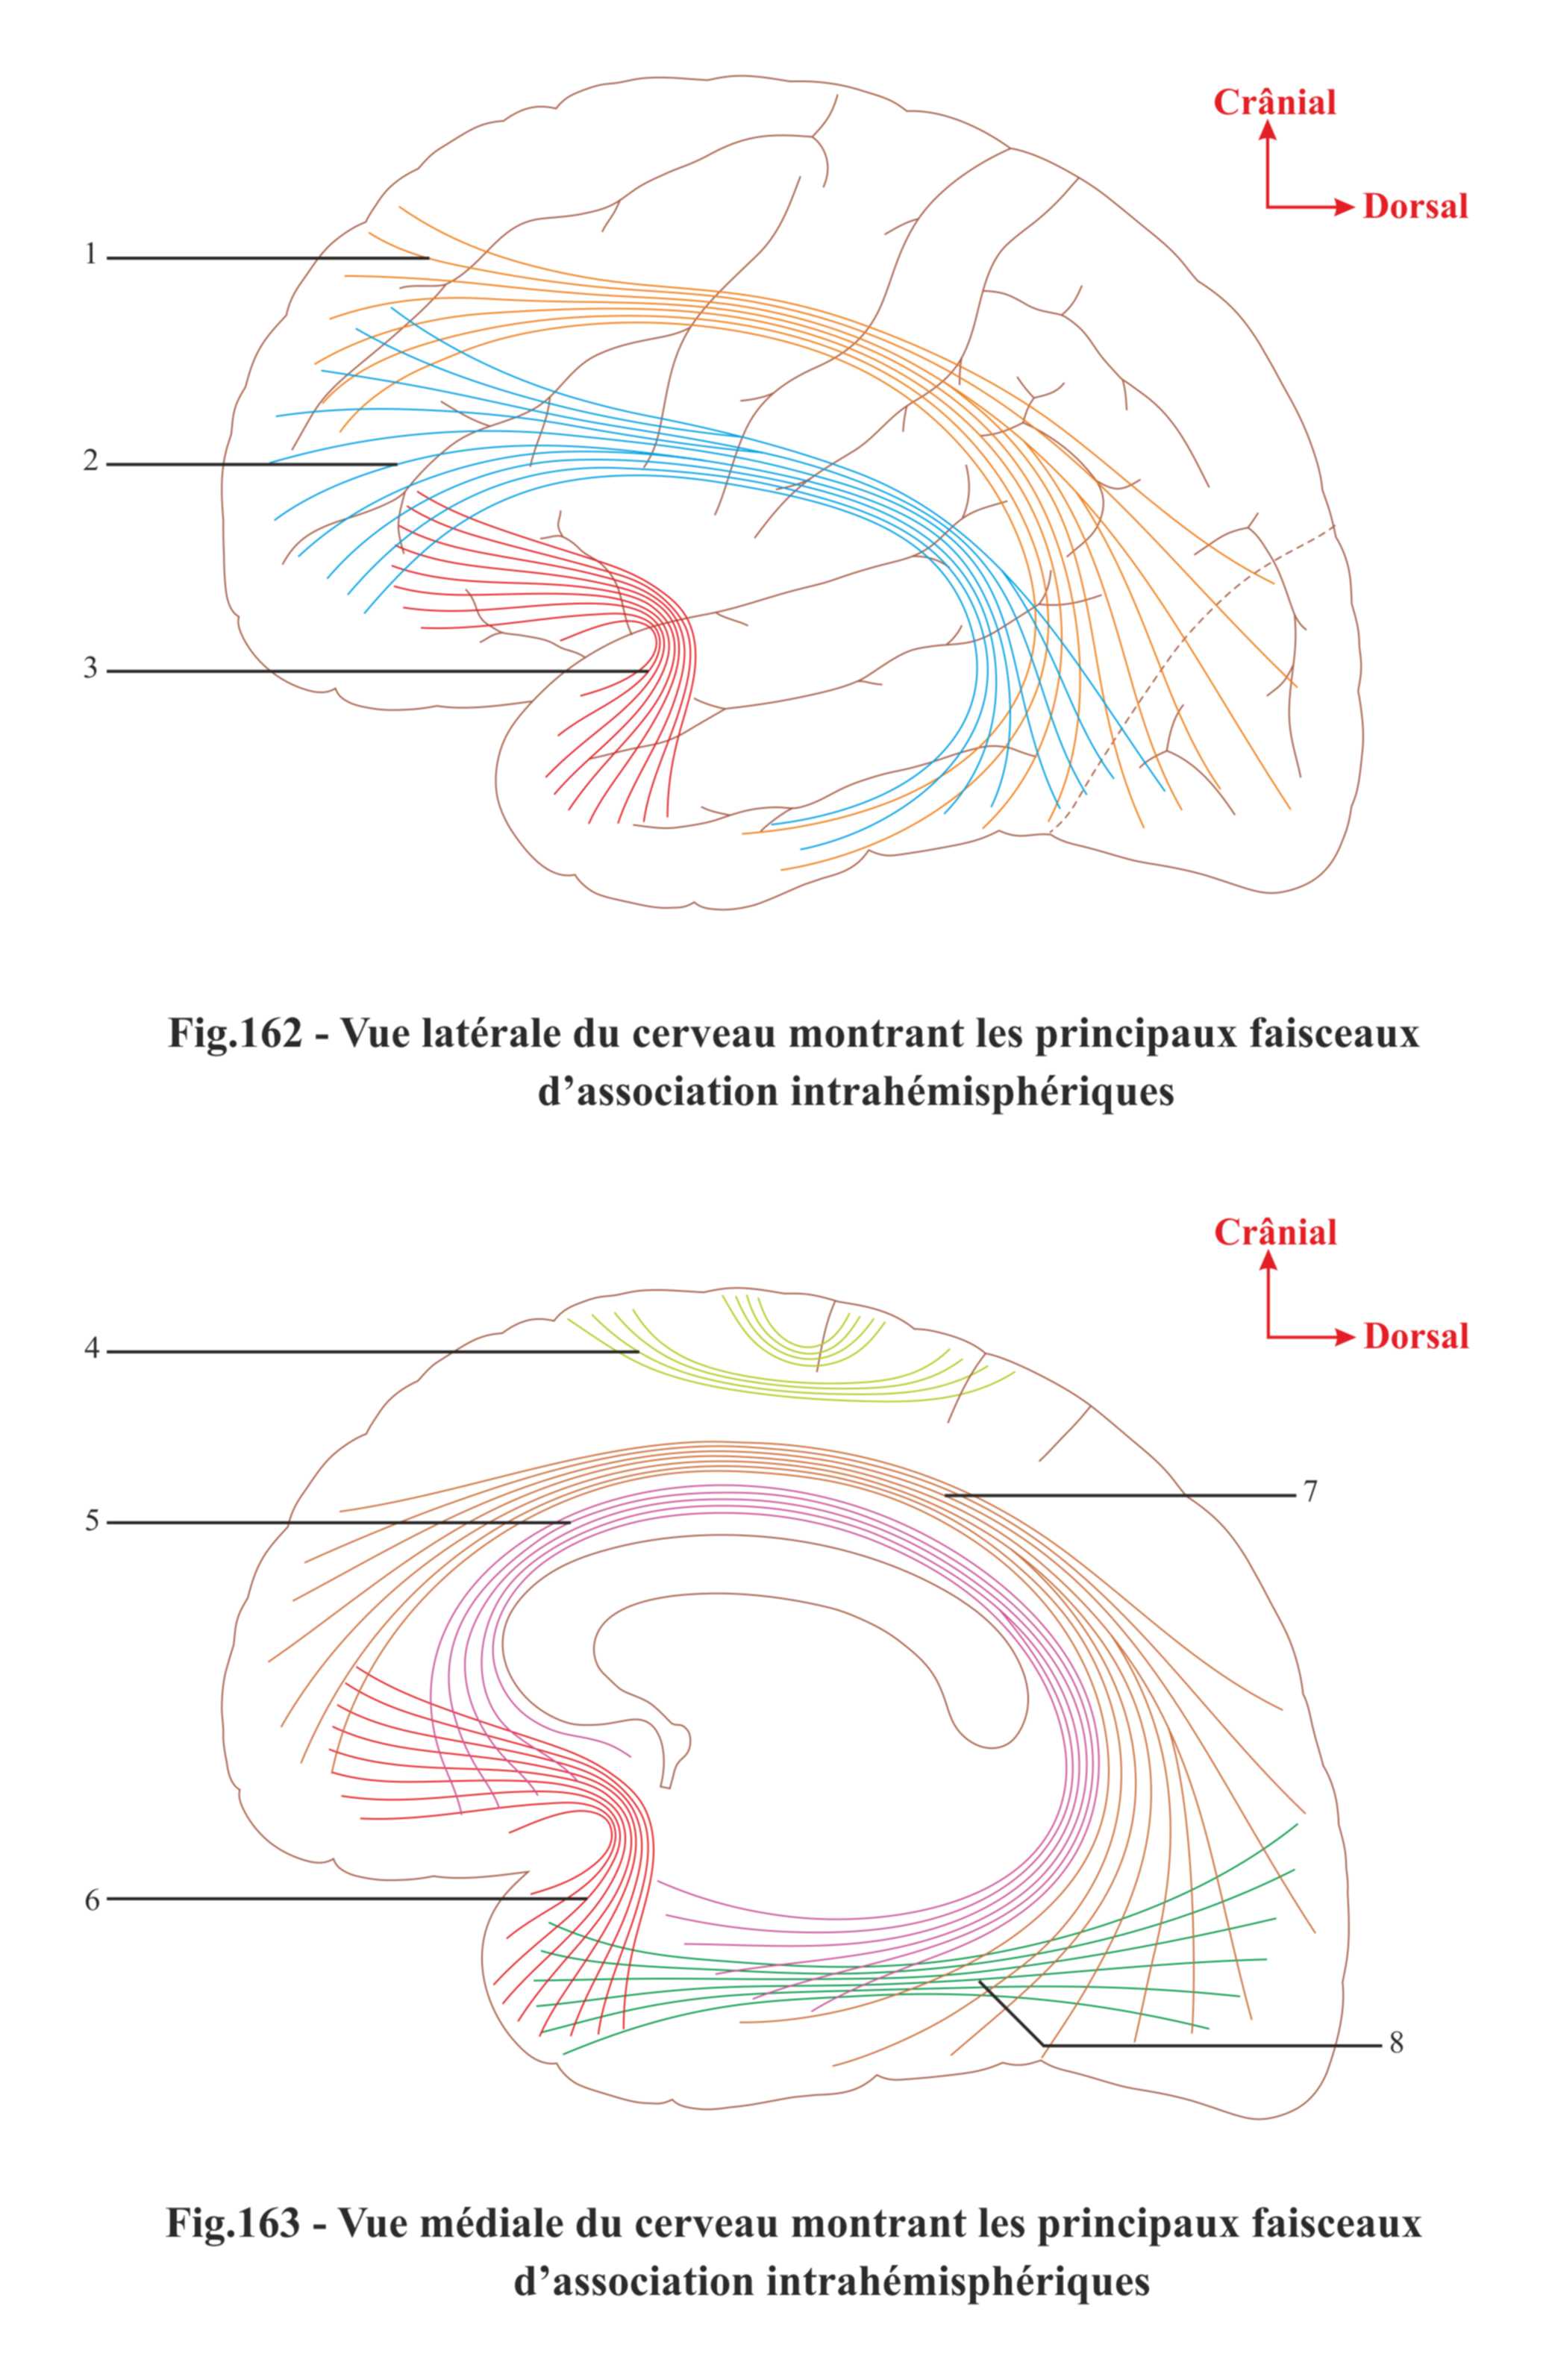 Crânial
Dorsal
1
2
3
Fig.162 - Vue latérale du cerveau montrant les principaux faisceaux
d’association intrahémisphériques
Crânial
Dorsal
4
7
5
6
8
Fig.163 - Vue médiale du cerveau montrant les principaux faisceaux
d’association intrahémisphériques